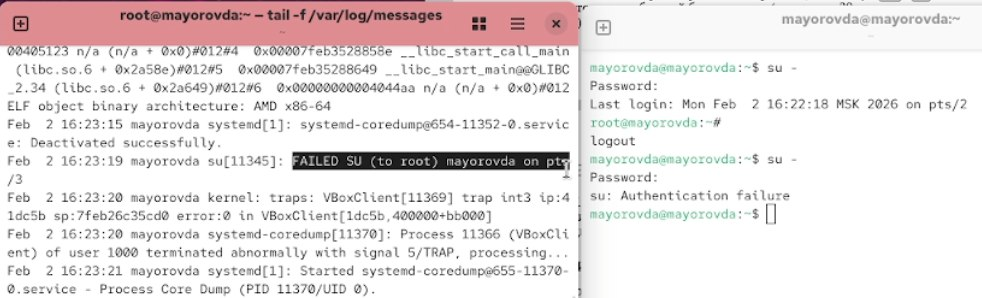 root@mayorovda:~ — tail -f /var/log/messages
00405123 n/a (n/a + 0x0)#012#4  0x00007feb3528858e __libc_start_call_main
(libc.so.6 + 0x2a58e)#012#5  0x00007feb35288649 __libc_start_main@@GLIBC
_2.34 (libc.so.6 + 0x2a649)#012#6  0x00000000004044aa n/a (n/a + 0x0)#012
ELF object binary architecture: AMD x86-64
Feb  2 16:23:15 mayorovda systemd[1]: systemd-coredump@654-11352-0.servic
e: Deactivated successfully.
Feb  2 16:23:19 mayorovda su[11345]: FAILED SU (to root) mayorovda on pts
/3
Feb  2 16:23:20 mayorovda kernel: traps: VBoxClient[11369] trap int3 ip:4
1dc5b sp:7feb26c35cd0 error:0 in VBoxClient[1dc5b,400000+bb000]
Feb  2 16:23:20 mayorovda systemd-coredump[11370]: Process 11366 (VBoxCli
ent) of user 1000 terminated abnormally with signal 5/TRAP, processing...
Feb  2 16:23:21 mayorovda systemd[1]: Started systemd-coredump@655-11370-
0.service - Process Core Dump (PID 11370/UID 0).
mayorovda@mayorovda:~
mayorovda@mayorovda:~$ su -
Password:
Last login: Mon Feb  2 16:22:18 MSK 2026 on pts/2
root@mayorovda:~#
logout
mayorovda@mayorovda:~$ su -
Password:
su: Authentication failure
mayorovda@mayorovda:~$